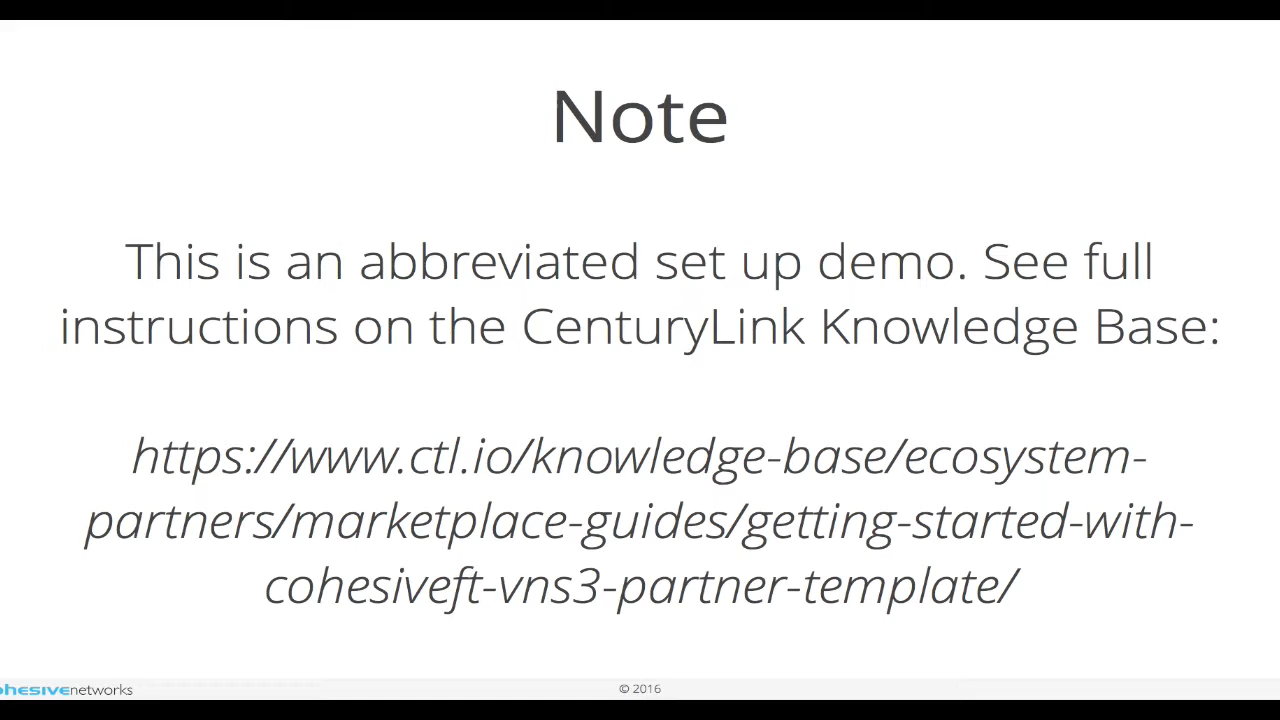 Note
This is an abbreviated set up demo. See full
instructions on the CenturyLink Knowledge Base:
https://www.ctl.io/knowledge-base/ecosystem-
partners/marketplace-guides/getting-started-with-
cohesiveft-vns3-partner-template/
ohesivenetworks
© 2016